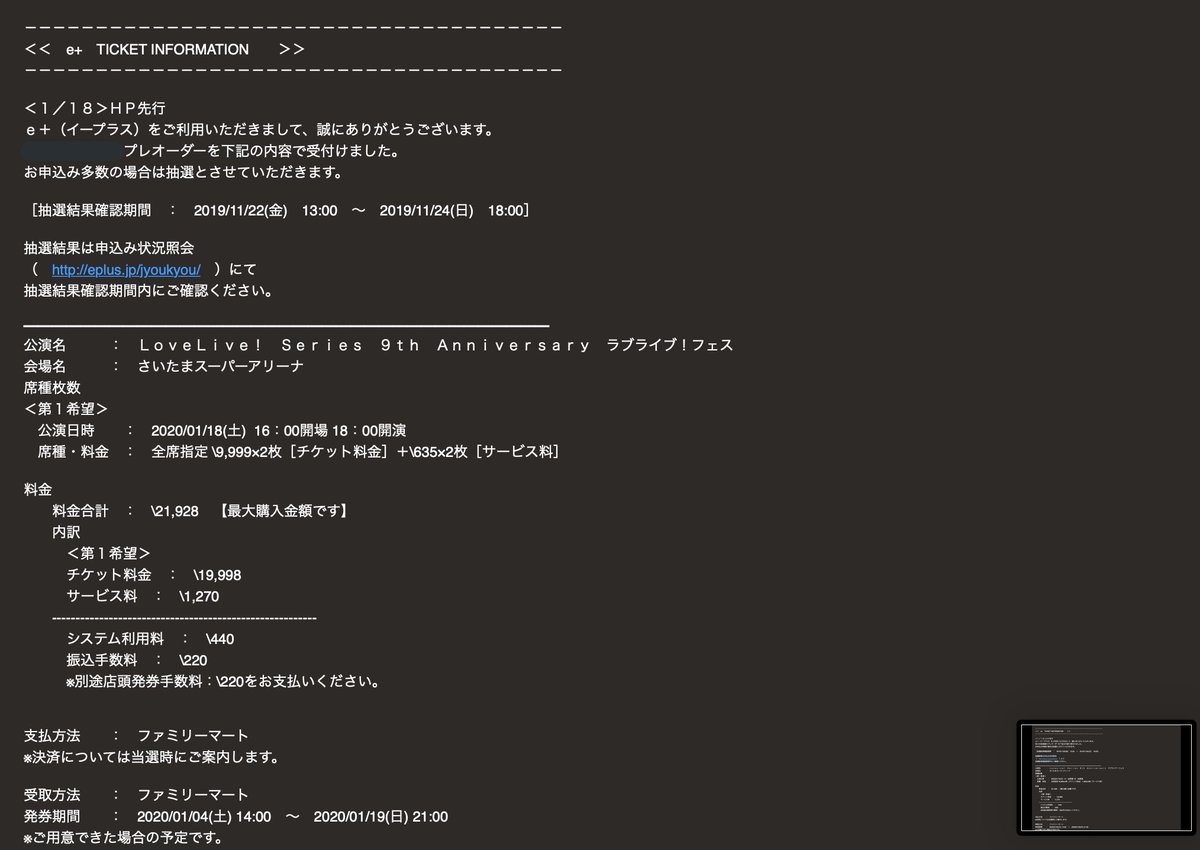 －－－－－－－－－－－－－－－－－－－－－－－－－－－－－－－－－－－－－－
＜＜　e+　TICKET INFORMATION　　＞＞
－－－－－－－－－－－－－－－－－－－－－－－－－－－－－－－－－－－－－－
＜１／１８＞ＨＰ先行
ｅ＋（イープラス）をご利用いただきまして、誠にありがとうございます。
プレオーダーを下記の内容で受付けました。
お申込み多数の場合は抽選とさせていただきます。
［抽選結果確認期間　：　2019/11/22(金)　13:00　～　2019/11/24(日)　18:00］
抽選結果は申込み状況照会
（　http://eplus.jp/jyoukyou/　）にて
抽選結果確認期間内にご確認ください。
公演名　　　：　ＬｏｖｅＬｉｖｅ！　Ｓｅｒｉｅｓ　９ｔｈ　Ａｎｎｉｖｅｒｓａｒｙ　ラブライブ！フェス
会場名　　　：　さいたまスーパーアリーナ
席種枚数
＜第１希望＞
公演日時　　：　2020/01/18(土)  16：00開場 18：00開演
席種・料金　：　全席指定 \9,999×2枚［チケット料金］＋\635×2枚［サービス料］
料金
料金合計　：　\21,928　【最大購入金額です】
内訳
＜第１希望＞
チケット料金　：　\19,998
サービス料　：　\1,270
---------------------------------------------------------
システム利用料　：　\440
振込手数料　：　\220
※別途店頭発券手数料：\220をお支払いください。
支払方法　　：　ファミリーマート
※決済については当選時にご案内します。
受取方法　　：　ファミリーマート
発券期間　　：　2020/01/04(土) 14:00　～　2020/01/19(日) 21:00
※ご用意できた場合の予定です。